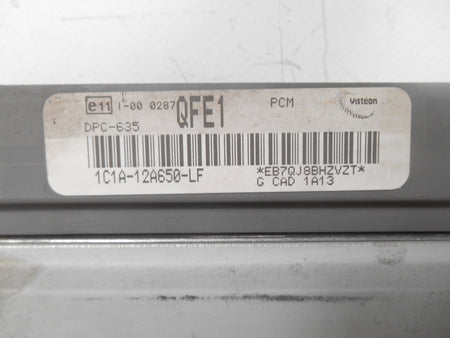 e11 1-00 0287 QFE1 PCM Visteon
DPC-635
1C1A-12A650-LF *EB7QJ8BHZVZT*
G CAD 1A13